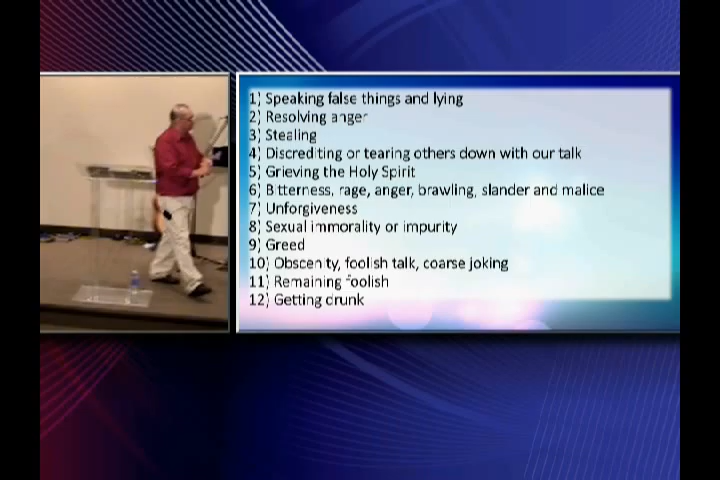 1) Speaking false things and lying
2) Resolving anger
3) Stealing
4) Discrediting or tearing others down with our talk
5) Grieving the Holy Spirit
6) Bitterness, rage, anger, brawling, slander and malice
7) Unforgiveness
8) Sexual immorality or impurity
9) Greed
10) Obscenity, foolish talk, coarse joking
11) Remaining foolish
12) Getting drunk